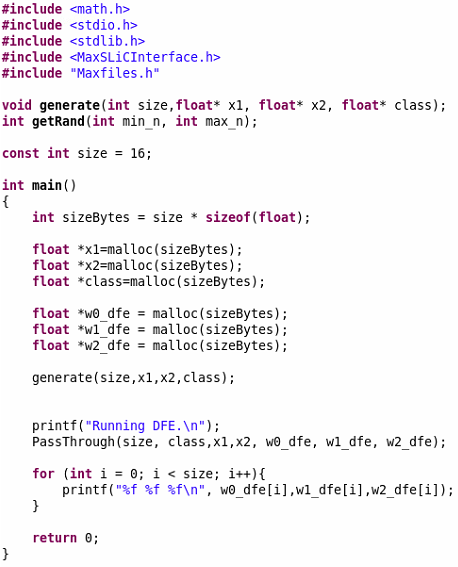 #include <math.h>
#include <stdio.h>
#include <stdlib.h>
#include <MaxSLiCInterface.h>
#include "Maxfiles.h"
void generate(int size,float* x1, float* x2, float* class);
int getRand(int min_n, int max_n);
const int size = 16;
int main()
{
    int sizeBytes = size * sizeof(float);
    float *x1=malloc(sizeBytes);
    float *x2=malloc(sizeBytes);
    float *class=malloc(sizeBytes);
    float *w0_dfe = malloc(sizeBytes);
    float *w1_dfe = malloc(sizeBytes);
    float *w2_dfe = malloc(sizeBytes);
    generate(size,x1,x2,class);
    printf("Running DFE.\n");
    PassThrough(size, class,x1,x2, w0_dfe, w1_dfe, w2_dfe);
    for (int i = 0; i < size; i++){
        printf("%f %f %f\n", w0_dfe[i],w1_dfe[i],w2_dfe[i]);
    }
    return 0;
}